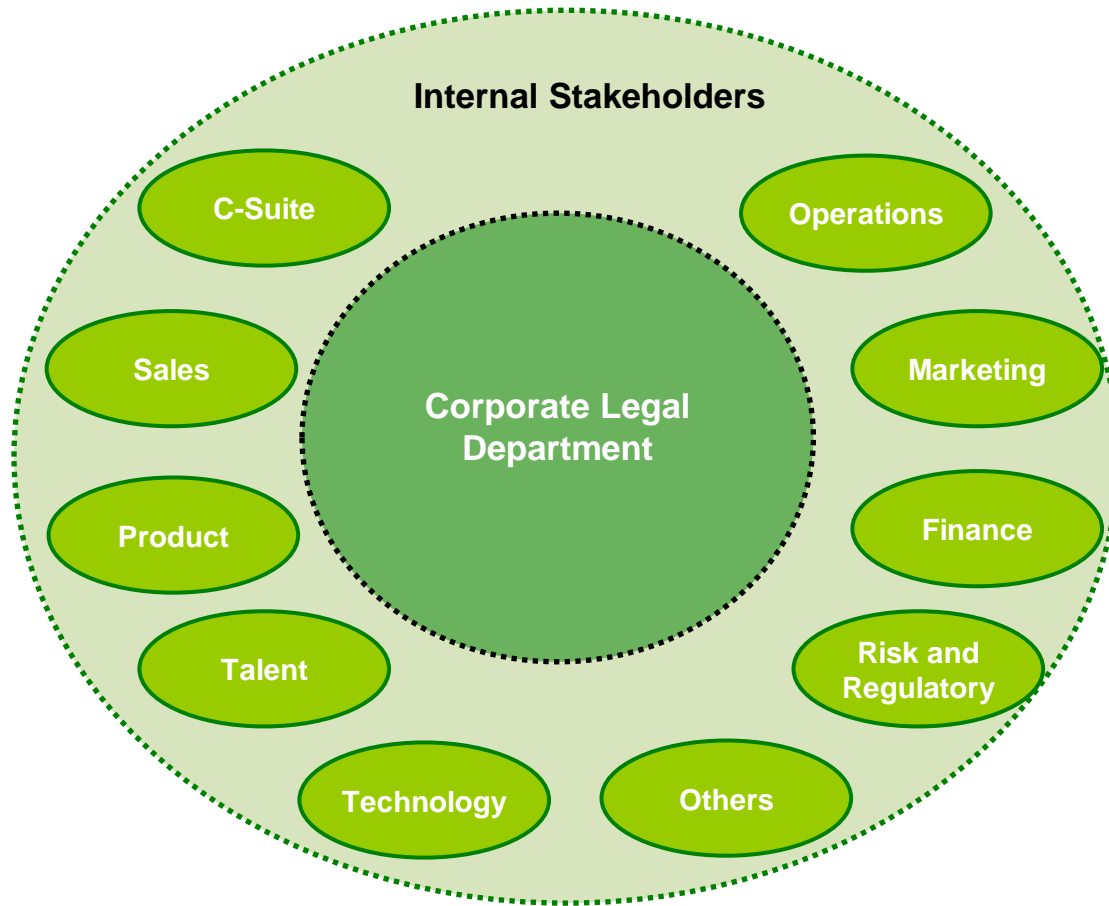 Internal Stakeholders
C-Suite
Operations
Sales
Marketing
Corporate Legal
Department
Product
Finance
Talent
Risk and
Regulatory
Technology
Others